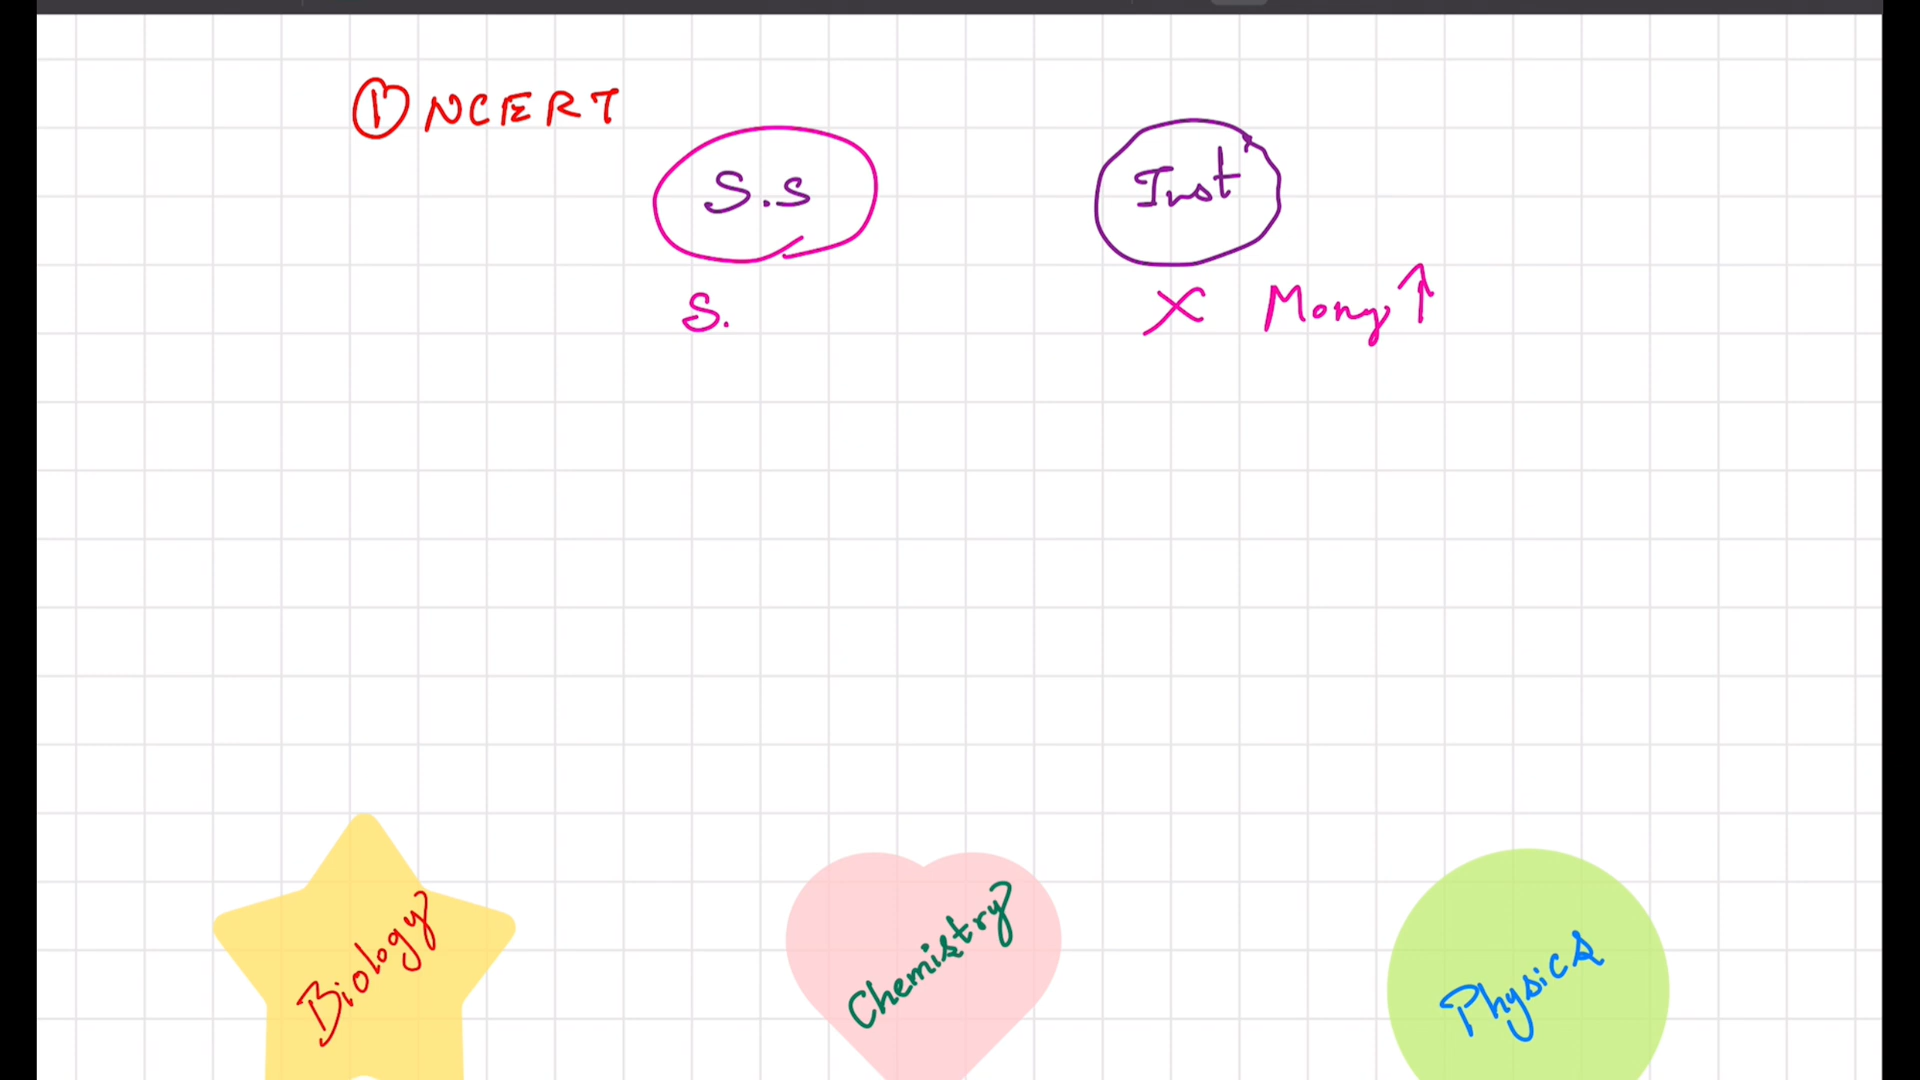 ① NCERT
S.s
Inst
S.
X Mony ↑
Biology
Chemistry
Physics